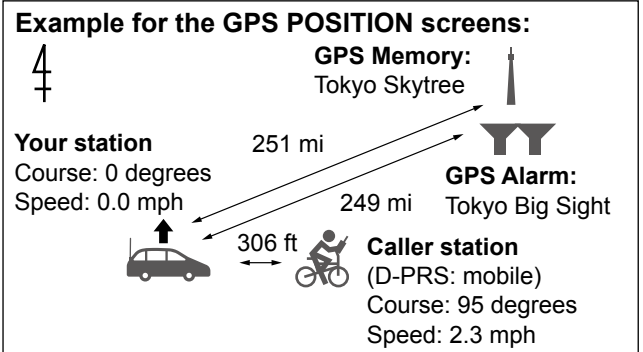 Example for the GPS POSITION screens:
GPS Memory:
Tokyo Skytree
Your station
Course: 0 degrees
Speed: 0.0 mph
251 mi
249 mi
GPS Alarm:
Tokyo Big Sight
306 ft
Caller station
(D-PRS: mobile)
Course: 95 degrees
Speed: 2.3 mph